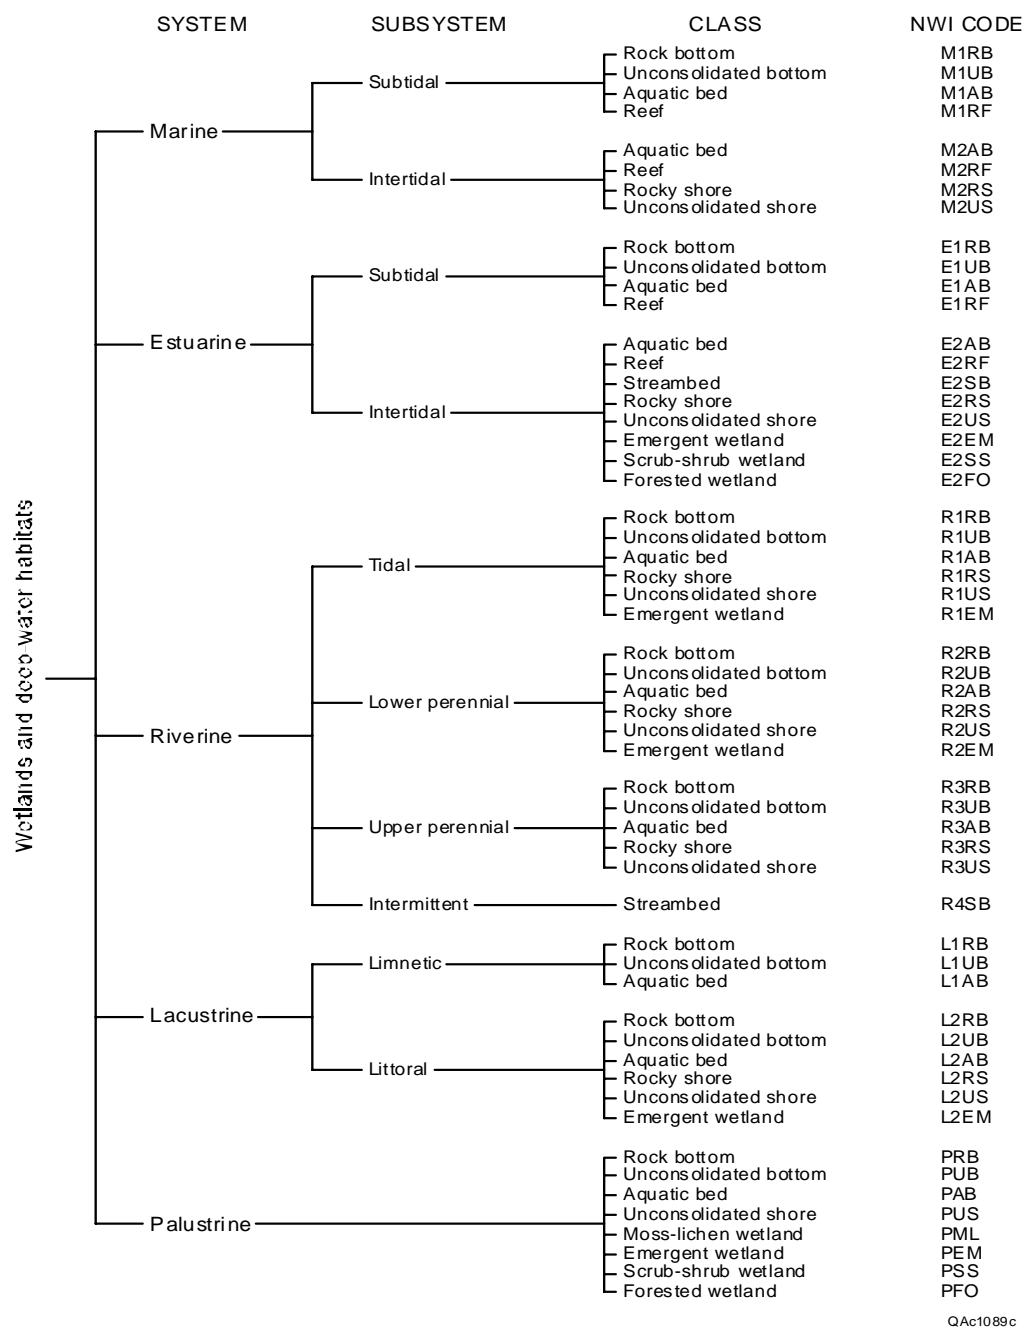 SYSTEM SUBSYSTEM CLASS NWI CODE
Rock bottom M1RB
Unconsolidated bottom M1UB
Subtidal
Aquatic bed M1AB
Reef M1RF
Marine
Aquatic bed M2AB
Reef M2RF
Intertidal
Rocky shore M2RS
Unconsolidated shore M2US
Rock bottom E1RB
Unconsolidated bottom E1UB
Subtidal
Aquatic bed E1AB
Reef E1RF
Estuarine
Aquatic bed E2AB
Reef E2RF
Streambed E2SB
Rocky shore E2RS
Intertidal
Unconsolidated shore E2US
Emergent wetland E2EM
Scrub-shrub wetland E2SS
Forested wetland E2FO
Wetlands and habitats
Rock bottom R1RB
Unconsolidated bottom R1UB
Aquatic bed R1AB
Tidal
Rocky shore R1RS
Unconsolidated shore R1US
Emergent wetland R1EM
Rock bottom R2RB
Unconsolidated bottom R2UB
Aquatic bed R2AB
Lower perennial
Rocky shore R2RS
Unconsolidated shore R2US
Riverine
Emergent wetland R2EM
Rock bottom R3RB
Unconsolidated bottom R3UB
Upper perennial Aquatic bed R3AB
Rocky shore R3RS
Unconsolidated shore R3US
Intermittent Streambed R4SB
Rock bottom L1RB
Limnetic Unconsolidated bottom L1UB
Aquatic bed L1AB
Lacustrine
Rock bottom L2RB
Unconsolidated bottom L2UB
Aquatic bed L2AB
Littoral
Rocky shore L2RS
Unconsolidated shore L2US
Emergent wetland L2EM
Rock bottom PRB
Unconsolidated bottom PUB
Aquatic bed PAB
Unconsolidated shore PUS
Palustrine
Moss-lichen wetland PML
Emergent wetland PEM
Scrub-shrub wetland PSS
Forested wetland PFO
QAc1089c